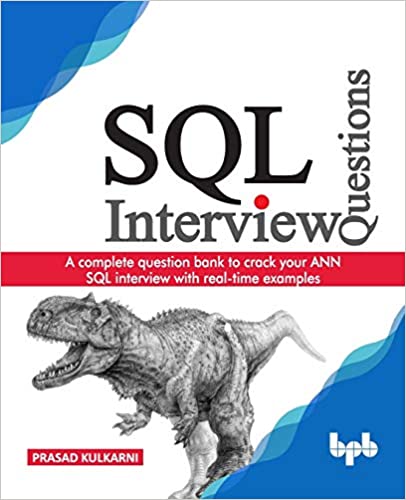 SQL
Interview
Questions
A complete question bank to crack your ANN
SQL interview with real-time examples
PRASAD KULKARNI
bpb